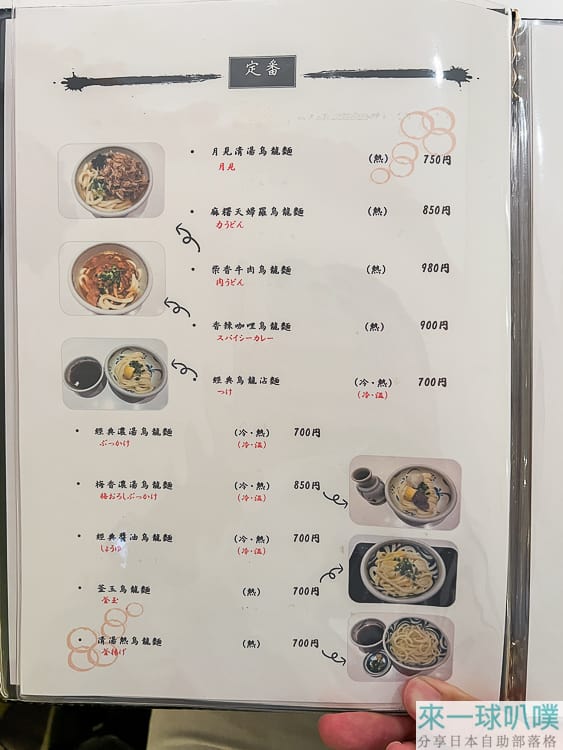 定番
月見清湯烏龍麵 (熱) 750円
月見
麻糬天婦羅烏龍麵 (熱) 850円
力うどん
柴香牛肉烏龍麵 (熱) 980円
肉うどん
香辣咖哩烏龍麵 (熱) 900円
スパイシーカレー
經典烏龍沾麵 (冷・熱) 700円
つけ (冷・温)
經典濃湯烏龍麵 (冷・熱) 700円
ぶっかけ (冷・温)
梅香濃湯烏龍麵 (冷・熱) 850円
梅おろしぶっかけ (冷・温)
經典醬油烏龍麵 (冷・熱) 700円
しょうゆ (冷・温)
釜玉烏龍麵 (熱) 700円
釜玉
清湯熱烏龍麵 (熱) 700円
釜揚げ
來一球叭噗
分享日本自助部落格